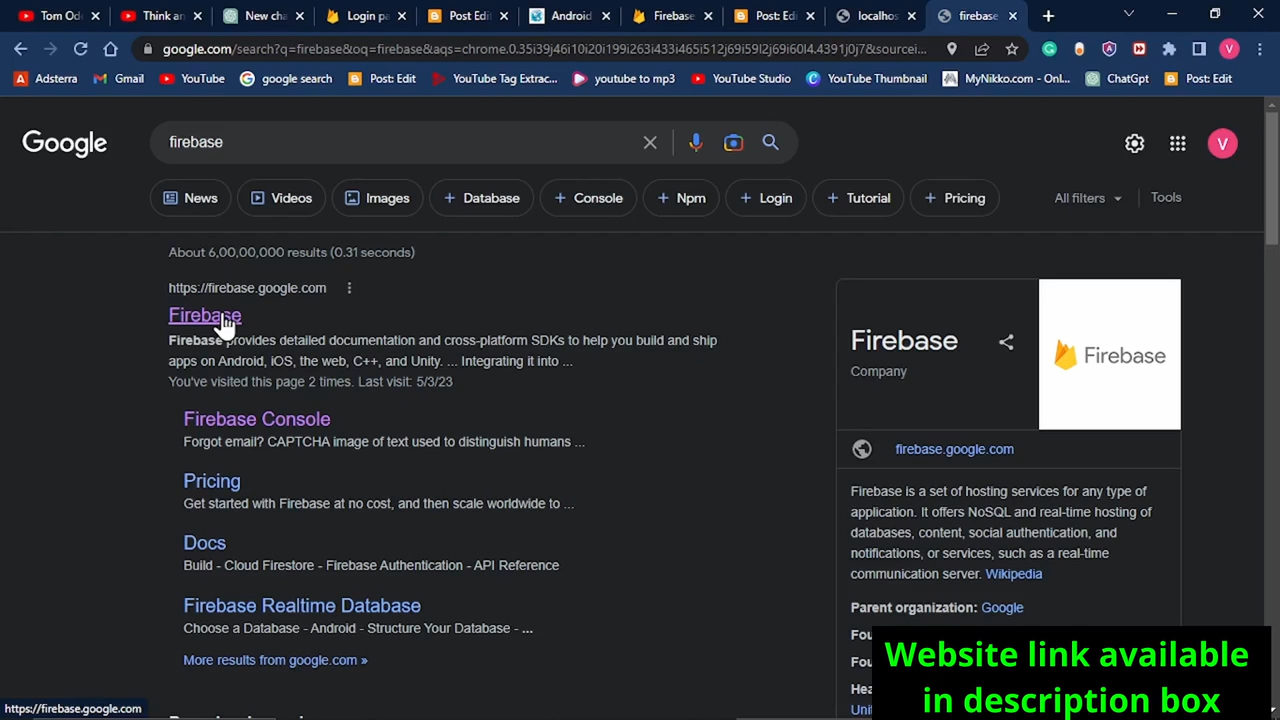 Tom Od
Think an
New cha
Login pa
Post Edit
Android
Firebase
Post: Ed
localhos
firebase
google.com/search?q=firebase&oq=firebase&aqs=chrome.0.35i39j46i10i20i199i263i433i465i512j69i59l2j69i60l4.4391j0j7&sourcei...
V
Adsterra
Gmail
YouTube
google search
Post Edit
YouTube Tag Extrac...
youtube to mp3
YouTube Studio
YouTube Thumbnail
MyNikko.com - Onl...
ChatGpt
Post: Edit
Google
firebase
V
News
Videos
Images
+ Database
+ Console
+ Npm
+ Login
+ Tutorial
+ Pricing
All filters
Tools
About 6,00,00,000 results (0.31 seconds)
https://firebase.google.com
Firebase
Firebase provides detailed documentation and cross-platform SDKs to help you build and ship
apps on Android, iOS, the web, C++, and Unity. ... Integrating it into ...
You've visited this page 2 times. Last visit: 5/3/23
Firebase Console
Forgot email? CAPTCHA image of text used to distinguish humans ...
Pricing
Get started with Firebase at no cost, and then scale worldwide to ...
Docs
Build - Cloud Firestore - Firebase Authentication - API Reference
Firebase Realtime Database
Choose a Database - Android - Structure Your Database - ...
More results from google.com »
Firebase
Company
Firebase
firebase.google.com
Firebase is a set of hosting services for any type of
application. It offers NoSQL and real-time hosting of
databases, content, social authentication, and
notifications, or services, such as a real-time
communication server. Wikipedia
Parent organization: Google
Fou
Fou
Hea
Uni
Website link available
in description box
https://firebase.google.com